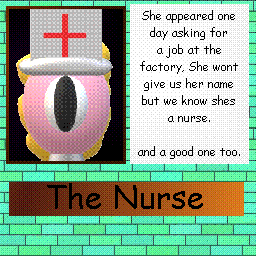 She appeared one
day asking for
a job at the
factory, She wont
give us her name
but we know shes
a nurse.
and a good one too.
The Nurse